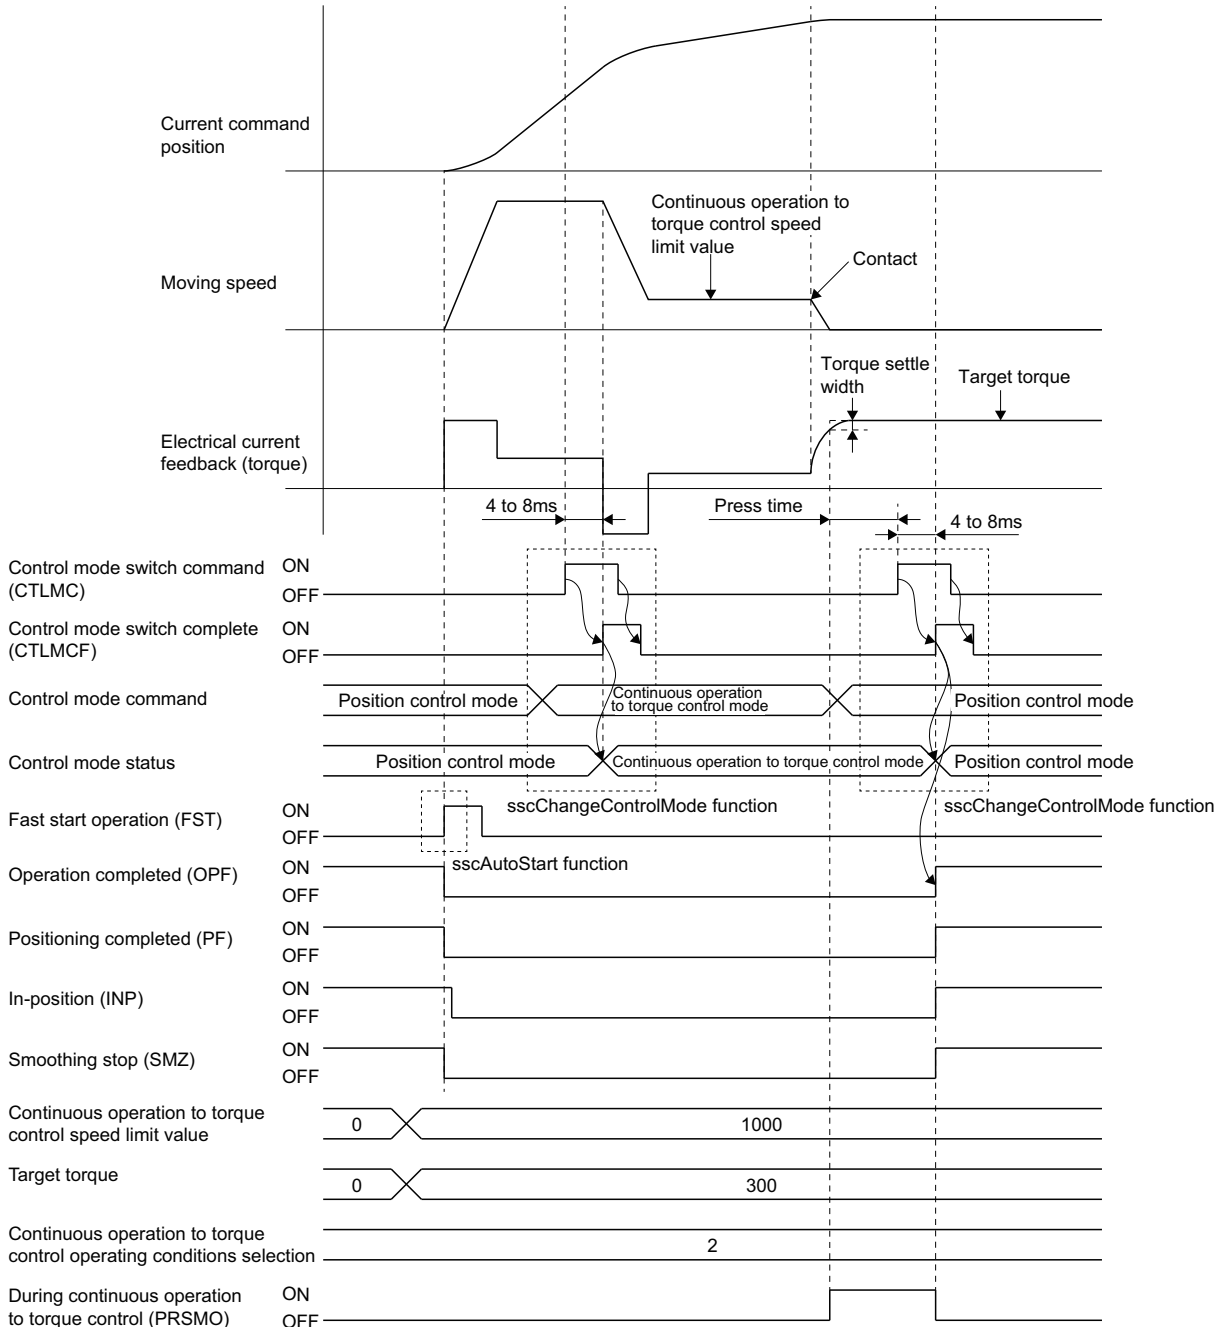 Current command
position
Continuous operation to
torque control speed
limit value
Contact
Moving speed
Torque settle
width
Target torque
Electrical current
feedback (torque)
4 to 8ms
Press time
4 to 8ms
Control mode switch command
(CTLMC)
ON
OFF
Control mode switch complete
(CTLMCF)
ON
OFF
Control mode command
Position control mode
Continuous operation
to torque control mode
Position control mode
Control mode status
Position control mode
Continuous operation to torque control mode
Position control mode
sscChangeControlMode function
sscChangeControlMode function
Fast start operation (FST)
ON
OFF
sscAutoStart function
Operation completed (OPF)
ON
OFF
Positioning completed (PF)
ON
OFF
In-position (INP)
ON
OFF
Smoothing stop (SMZ)
ON
OFF
Continuous operation to torque
control speed limit value
0
1000
Target torque
0
300
Continuous operation to torque
control operating conditions selection
2
During continuous operation
to torque control (PRSMO)
ON
OFF